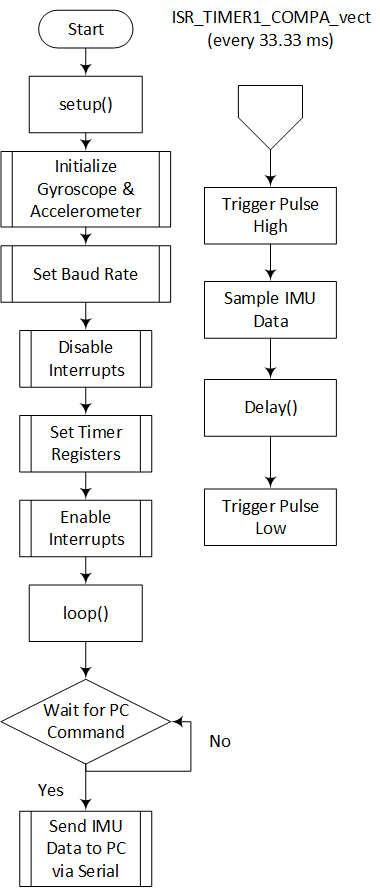 Start
setup()
Initialize
Gyroscope &
Accelerometer
Set Baud Rate
Disable
Interrupts
Set Timer
Registers
Enable
Interrupts
loop()
Wait for PC
Command
No
Yes
Send IMU
Data to PC
via Serial
ISR_TIMER1_COMPA_vect
(every 33.33 ms)
Trigger Pulse
High
Sample IMU
Data
Delay()
Trigger Pulse
Low